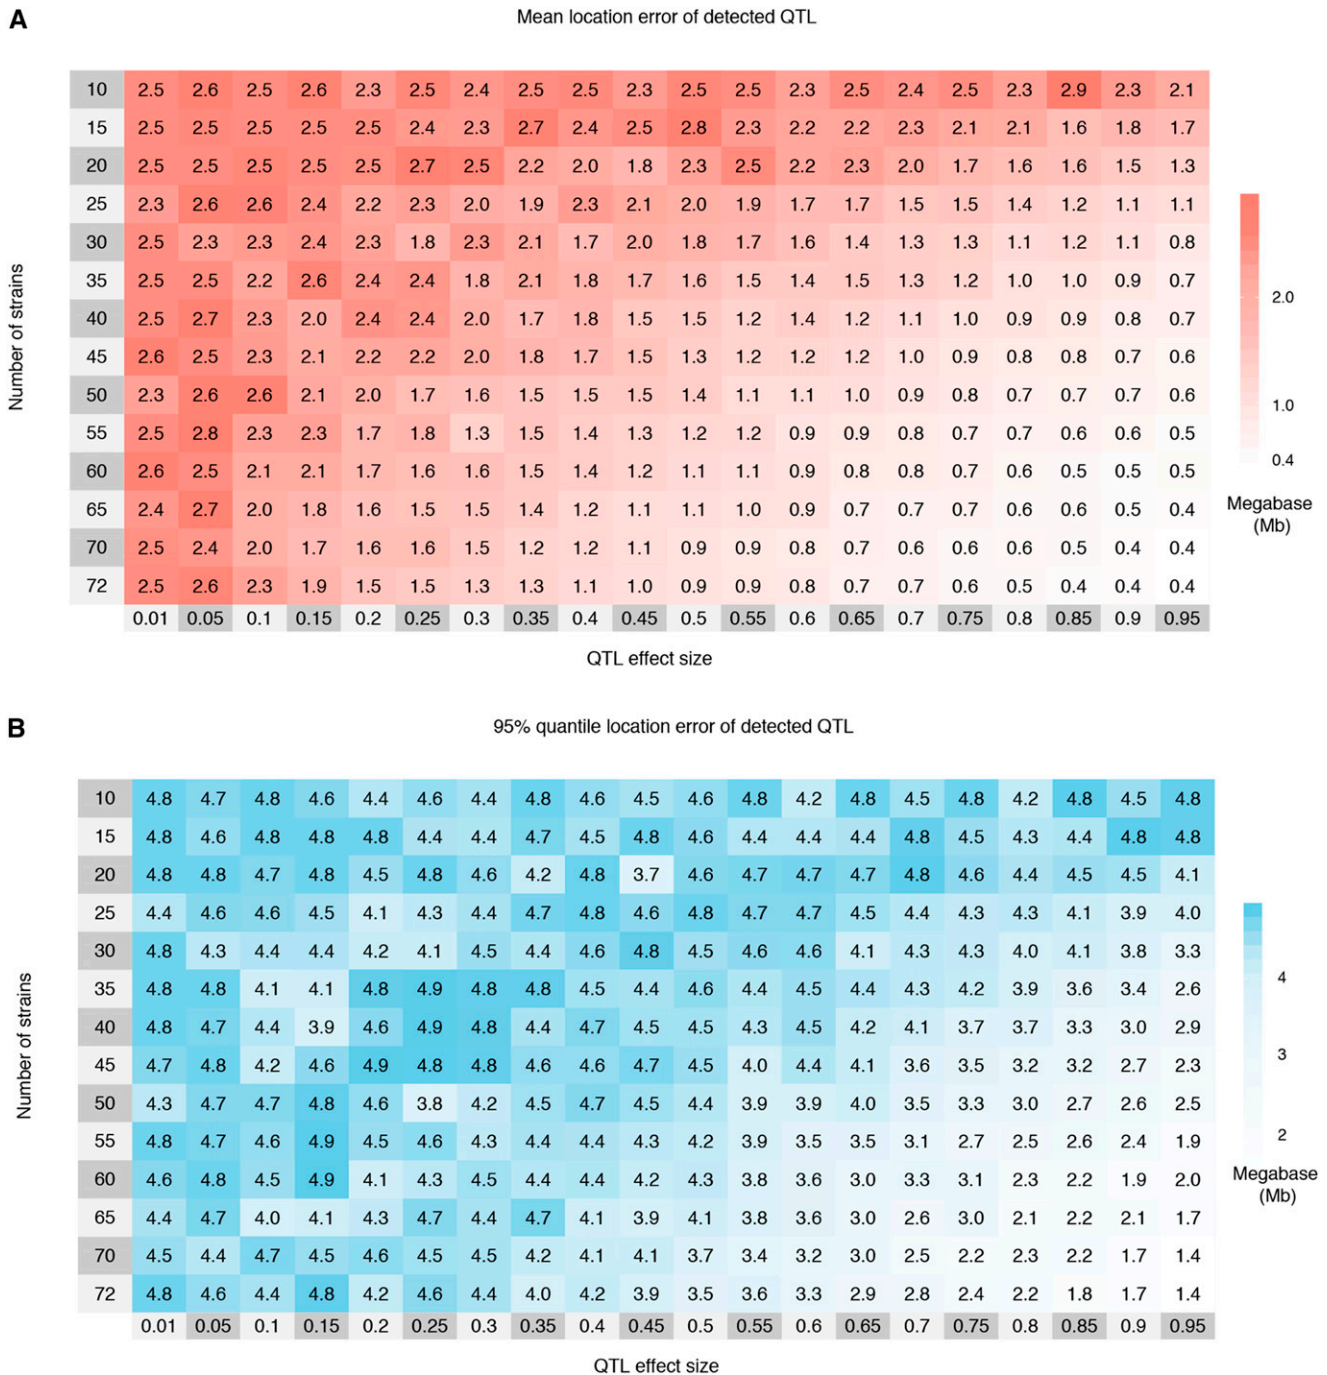 A
Mean location error of detected QTL
10 2.5 2.6 2.5 2.6 2.3 2.5 2.4 2.5 2.5 2.3 2.5 2.5 2.3 2.5 2.4 2.5 2.3 2.9 2.3 2.1
15 2.5 2.5 2.5 2.5 2.5 2.4 2.3 2.7 2.4 2.5 2.8 2.3 2.2 2.2 2.3 2.1 2.1 1.6 1.8 1.7
20 2.5 2.5 2.5 2.5 2.5 2.7 2.5 2.2 2.0 1.8 2.3 2.5 2.2 2.3 2.0 1.7 1.6 1.6 1.5 1.3
25 2.3 2.6 2.6 2.4 2.2 2.3 2.0 1.9 2.3 2.1 2.0 1.9 1.7 1.7 1.5 1.5 1.4 1.2 1.1 1.1
30 2.5 2.3 2.3 2.4 2.3 1.8 2.3 2.1 1.7 2.0 1.8 1.7 1.6 1.4 1.3 1.3 1.1 1.2 1.1 0.8
35 2.5 2.5 2.2 2.6 2.4 2.4 1.8 2.1 1.8 1.7 1.6 1.5 1.4 1.5 1.3 1.2 1.0 1.0 0.9 0.7
40 2.5 2.7 2.3 2.0 2.4 2.4 2.0 1.7 1.8 1.5 1.5 1.2 1.4 1.2 1.1 1.0 0.9 0.9 0.8 0.7
45 2.6 2.5 2.3 2.1 2.2 2.2 2.0 1.8 1.7 1.5 1.3 1.2 1.2 1.2 1.0 0.9 0.8 0.8 0.7 0.6
50 2.3 2.6 2.6 2.1 2.0 1.7 1.6 1.5 1.5 1.5 1.4 1.1 1.1 1.0 0.9 0.8 0.7 0.7 0.7 0.6
55 2.5 2.8 2.3 2.3 1.7 1.8 1.3 1.5 1.4 1.3 1.2 1.2 0.9 0.9 0.8 0.7 0.7 0.6 0.6 0.5
60 2.6 2.5 2.1 2.1 1.7 1.6 1.6 1.5 1.4 1.2 1.1 1.1 0.9 0.8 0.8 0.7 0.6 0.5 0.5 0.5
65 2.4 2.7 2.0 1.8 1.6 1.5 1.5 1.4 1.2 1.1 1.1 1.0 0.9 0.7 0.7 0.7 0.6 0.6 0.5 0.4
70 2.5 2.4 2.0 1.7 1.6 1.6 1.5 1.2 1.2 1.1 0.9 0.9 0.8 0.7 0.6 0.6 0.6 0.5 0.4 0.4
72 2.5 2.6 2.3 1.9 1.5 1.5 1.3 1.3 1.1 1.0 0.9 0.9 0.8 0.7 0.7 0.6 0.5 0.4 0.4 0.4
0.01 0.05 0.1 0.15 0.2 0.25 0.3 0.35 0.4 0.45 0.5 0.55 0.6 0.65 0.7 0.75 0.8 0.85 0.9 0.95
Number of strains
QTL effect size
2.0
1.0
0.4
Megabase
(Mb)
B
95% quantile location error of detected QTL
10 4.8 4.7 4.8 4.6 4.4 4.6 4.4 4.8 4.6 4.5 4.6 4.8 4.2 4.8 4.5 4.8 4.2 4.8 4.5 4.8
15 4.8 4.6 4.8 4.8 4.8 4.4 4.4 4.7 4.5 4.8 4.6 4.4 4.4 4.4 4.8 4.5 4.3 4.4 4.8 4.8
20 4.8 4.8 4.7 4.8 4.5 4.8 4.6 4.2 4.8 3.7 4.6 4.7 4.7 4.7 4.8 4.6 4.4 4.5 4.5 4.1
25 4.4 4.6 4.6 4.5 4.1 4.3 4.4 4.7 4.8 4.6 4.8 4.7 4.7 4.5 4.4 4.3 4.3 4.1 3.9 4.0
30 4.8 4.3 4.4 4.4 4.2 4.1 4.5 4.4 4.6 4.8 4.5 4.6 4.6 4.1 4.3 4.3 4.0 4.1 3.8 3.3
35 4.8 4.8 4.1 4.1 4.8 4.9 4.8 4.8 4.5 4.4 4.6 4.4 4.5 4.4 4.3 4.2 3.9 3.6 3.4 2.6
40 4.8 4.7 4.4 3.9 4.6 4.9 4.8 4.4 4.7 4.5 4.5 4.3 4.5 4.2 4.1 3.7 3.7 3.3 3.0 2.9
45 4.7 4.8 4.2 4.6 4.9 4.8 4.8 4.6 4.6 4.7 4.5 4.0 4.4 4.1 3.6 3.5 3.2 3.2 2.7 2.3
50 4.3 4.7 4.7 4.8 4.6 3.8 4.2 4.5 4.7 4.5 4.4 3.9 3.9 4.0 3.5 3.3 3.0 2.7 2.6 2.5
55 4.8 4.7 4.6 4.9 4.5 4.6 4.3 4.4 4.4 4.3 4.2 3.9 3.5 3.5 3.1 2.7 2.5 2.6 2.4 1.9
60 4.6 4.8 4.5 4.9 4.1 4.3 4.5 4.4 4.4 4.2 4.3 3.8 3.6 3.0 3.3 3.1 2.3 2.2 1.9 2.0
65 4.4 4.7 4.0 4.1 4.3 4.7 4.4 4.7 4.1 3.9 4.1 3.8 3.6 3.0 2.6 3.0 2.1 2.2 2.1 1.7
70 4.5 4.4 4.7 4.5 4.6 4.5 4.5 4.2 4.1 4.1 3.7 3.4 3.2 3.0 2.5 2.2 2.3 2.2 1.7 1.4
72 4.8 4.6 4.4 4.8 4.2 4.6 4.4 4.0 4.2 3.9 3.5 3.6 3.3 2.9 2.8 2.4 2.2 1.8 1.7 1.4
0.01 0.05 0.1 0.15 0.2 0.25 0.3 0.35 0.4 0.45 0.5 0.55 0.6 0.65 0.7 0.75 0.8 0.85 0.9 0.95
Number of strains
QTL effect size
4
3
2
Megabase
(Mb)